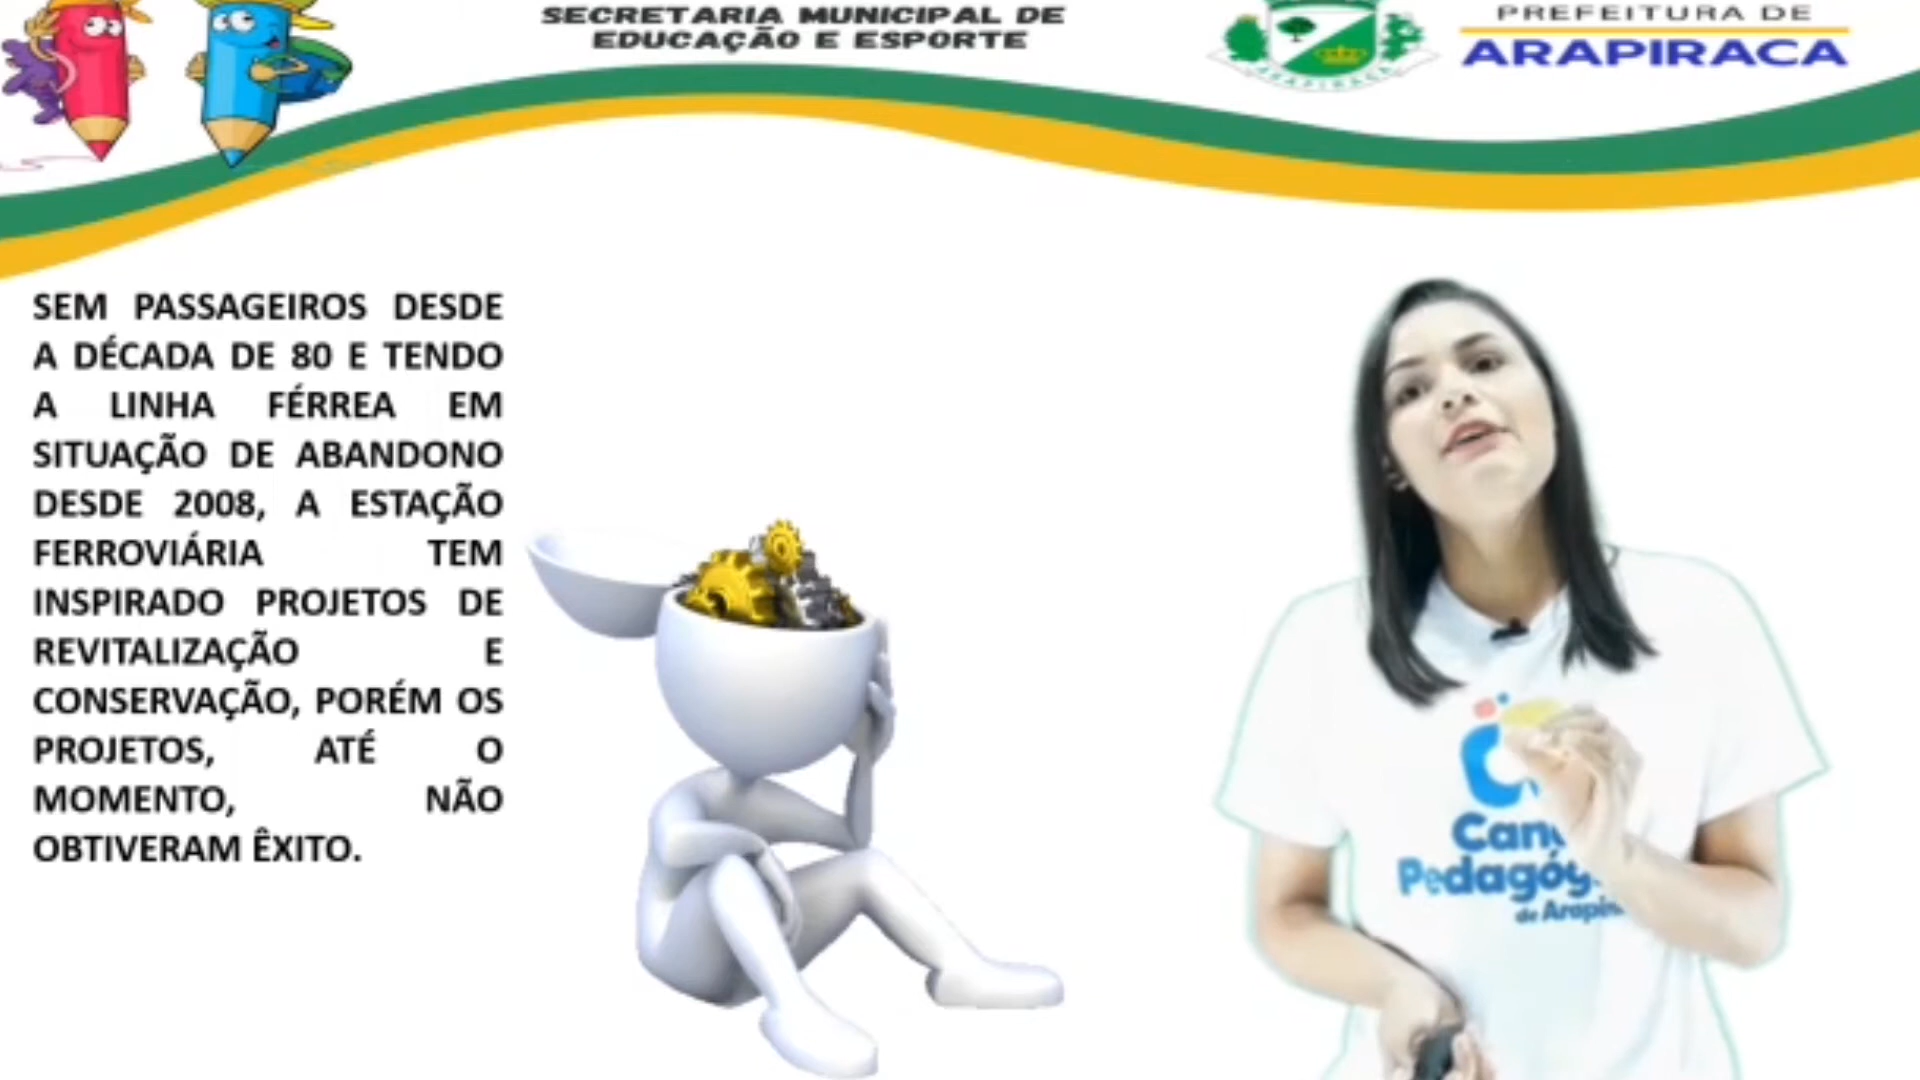 SECRETARIA MUNICIPAL DE
EDUCAÇÃO E ESPORTE
PREFEITURA DE
ARAPIRACA
ARAPIRACA
SEM PASSAGEIROS DESDE
A DÉCADA DE 80 E TENDO
A LINHA FÉRREA EM
SITUAÇÃO DE ABANDONO
DESDE 2008, A ESTAÇÃO
FERROVIÁRIA TEM
INSPIRADO PROJETOS DE
REVITALIZAÇÃO E
CONSERVAÇÃO, PORÉM OS
PROJETOS, ATÉ O
MOMENTO, NÃO
OBTIVERAM ÊXITO.
de